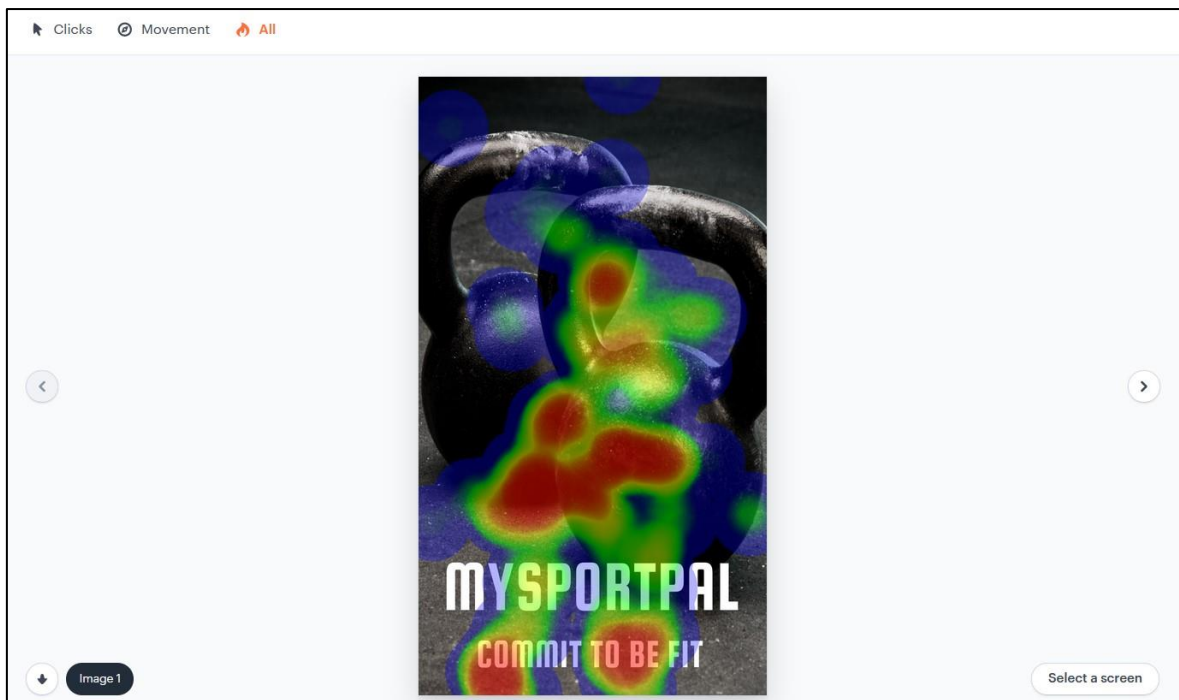 Clicks Movement All
MYSPORTPAL
COMMIT TO BE FIT
Image 1 Select a screen